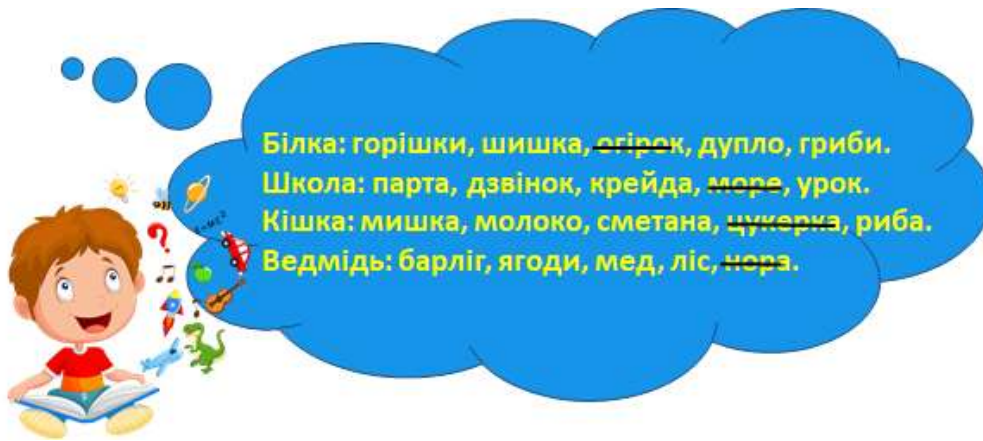 Білка: горішки, шишка, огірок, дупло, гриби.
Школа: парта, дзвінок, крейда, море, урок.
Кішка: мишка, молоко, сметана, цукерка, риба.
Ведмідь: барліг, ягоди, мед, ліс, нора.